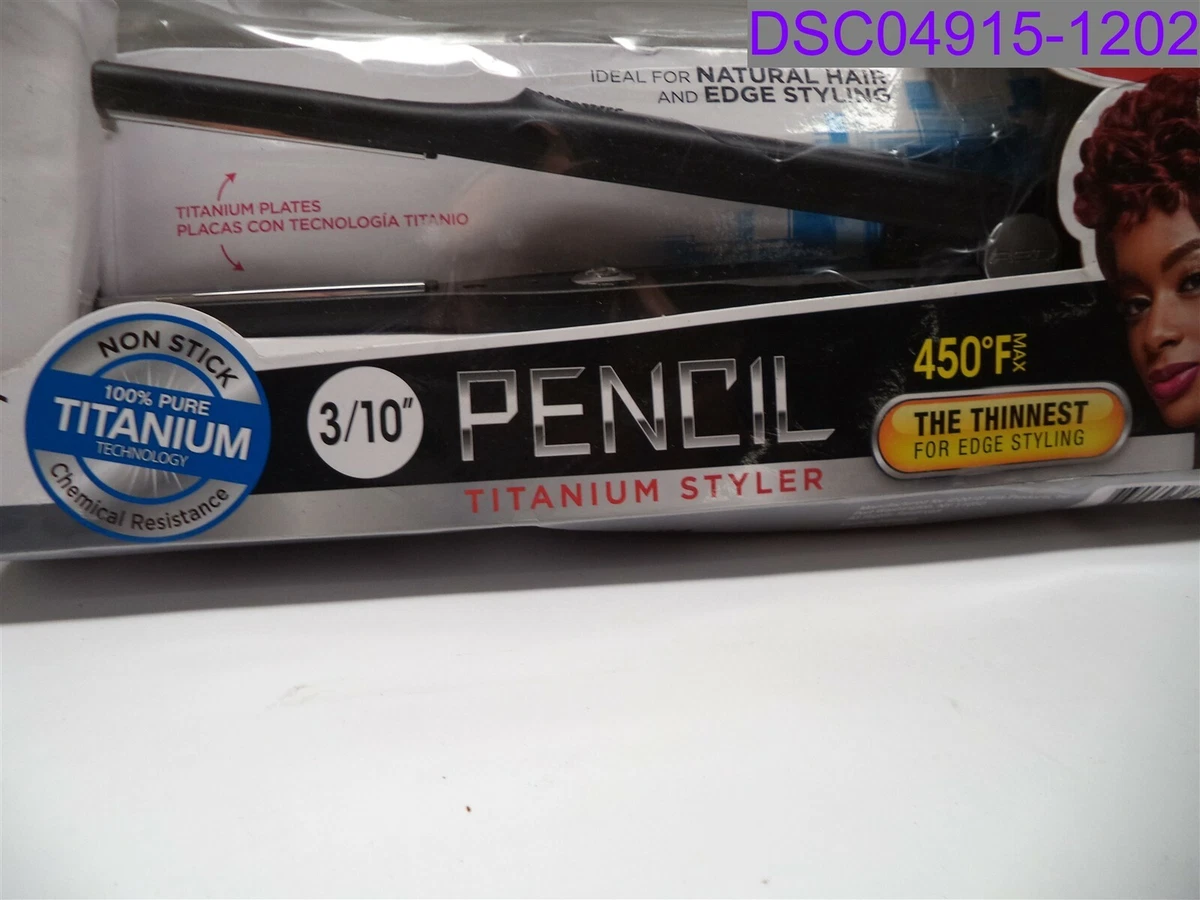 DSC04915-1202
IDEAL FOR NATURAL HAIR
AND EDGE STYLING
TITANIUM PLATES
PLACAS CON TECNOLOGÍA TITANIO
NON STICK
100% PURE
TITANIUM
TECHNOLOGY
Chemical Resistance
3/10"
PENCIL
TITANIUM STYLER
450°F MAX
THE THINNEST
FOR EDGE STYLING